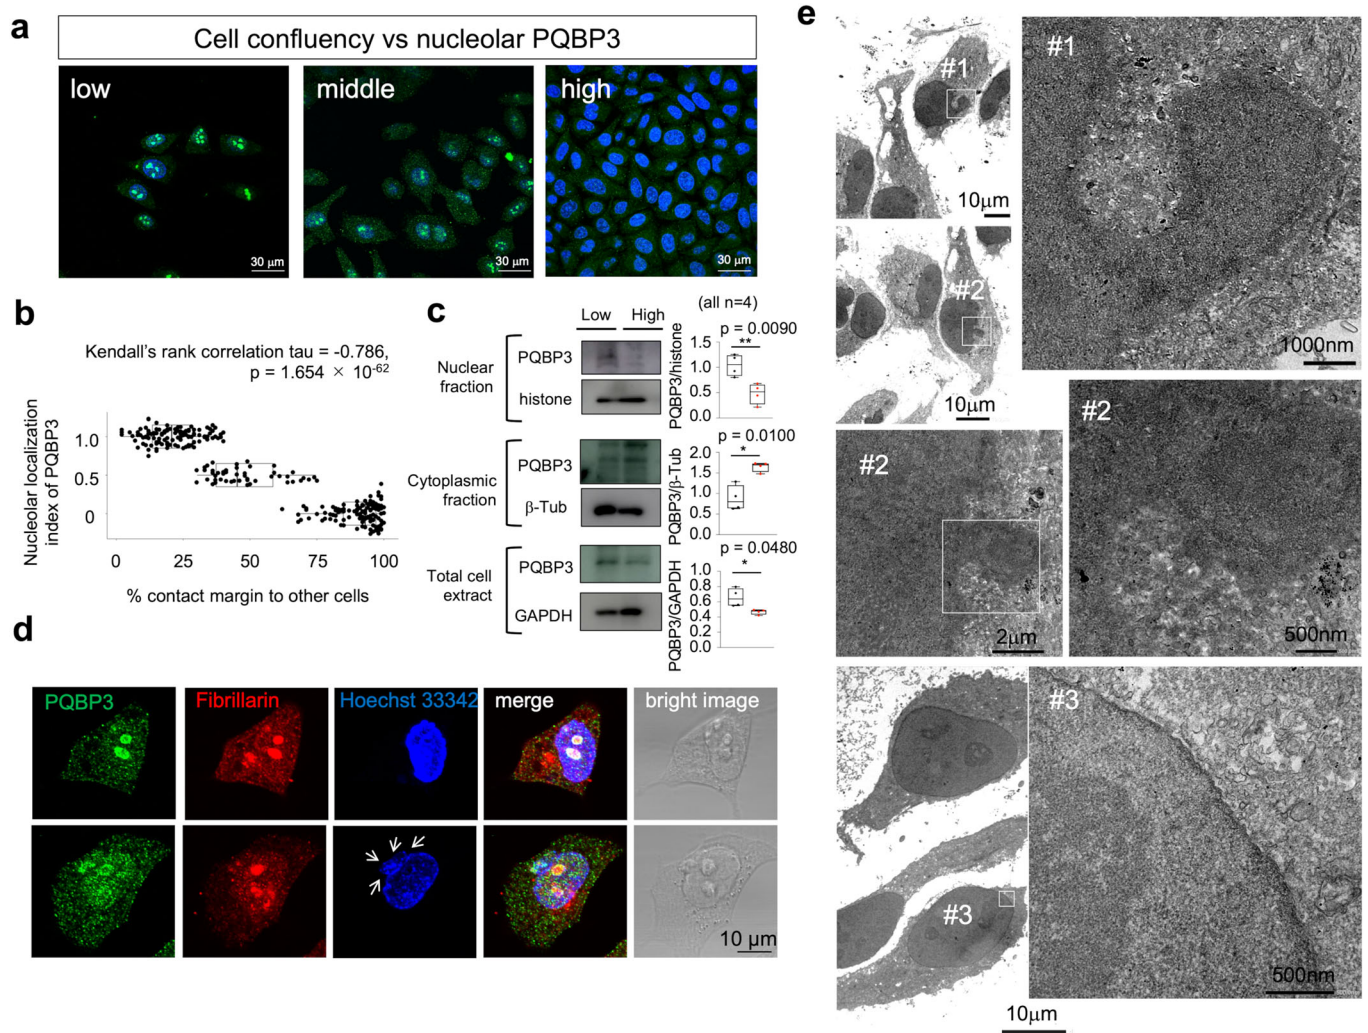 a
Cell confluency vs nucleolar PQBP3
low
middle
high
30 μm
30 μm
30 μm
b
Kendall's rank correlation tau = -0.786,
p = 1.654 × 10-62
Nucleolar localization
index of PQBP3
1.0
0.5
0
0
25
50
75
100
% contact margin to other cells
c
(all n=4)
Low
High
Nuclear
fraction
PQBP3
histone
p = 0.0090
**
PQBP3/histone
1.5
1.0
0.5
0.0
Cytoplasmic
fraction
PQBP3
β-Tub
p = 0.0100
*
PQBP3/β-Tub
2.0
1.5
1.0
0.5
0.0
Total cell
extract
PQBP3
GAPDH
p = 0.0480
*
PQBP3/GAPDH
1.0
0.8
0.6
0.4
0.2
0.0
d
PQBP3
Fibrillarin
Hoechst 33342
merge
bright image
10 μm
e
#1
10μm
#1
1000nm
#2
10μm
#2
2μm
#2
500nm
#3
10μm
#3
500nm